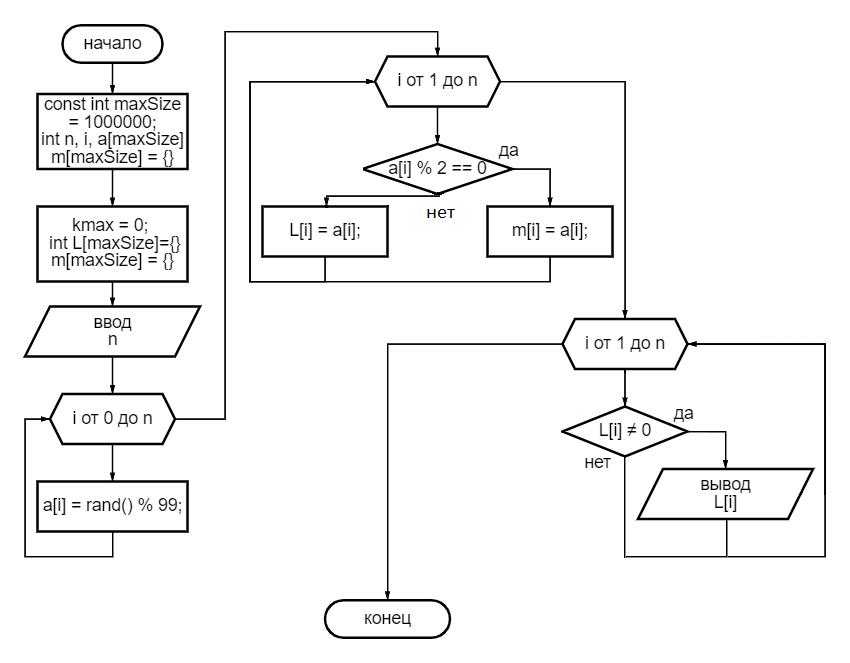 начало
const int maxSize
= 1000000;
int n, i, a[maxSize]
m[maxSize] = {}
kmax = 0;
int L[maxSize]={}
m[maxSize] = {}
ввод
n
i от 0 до n
a[i] = rand() % 99;
i от 1 до n
a[i] % 2 == 0
да
нет
L[i] = a[i];
m[i] = a[i];
i от 1 до n
L[i] ≠ 0
да
нет
вывод
L[i]
конец